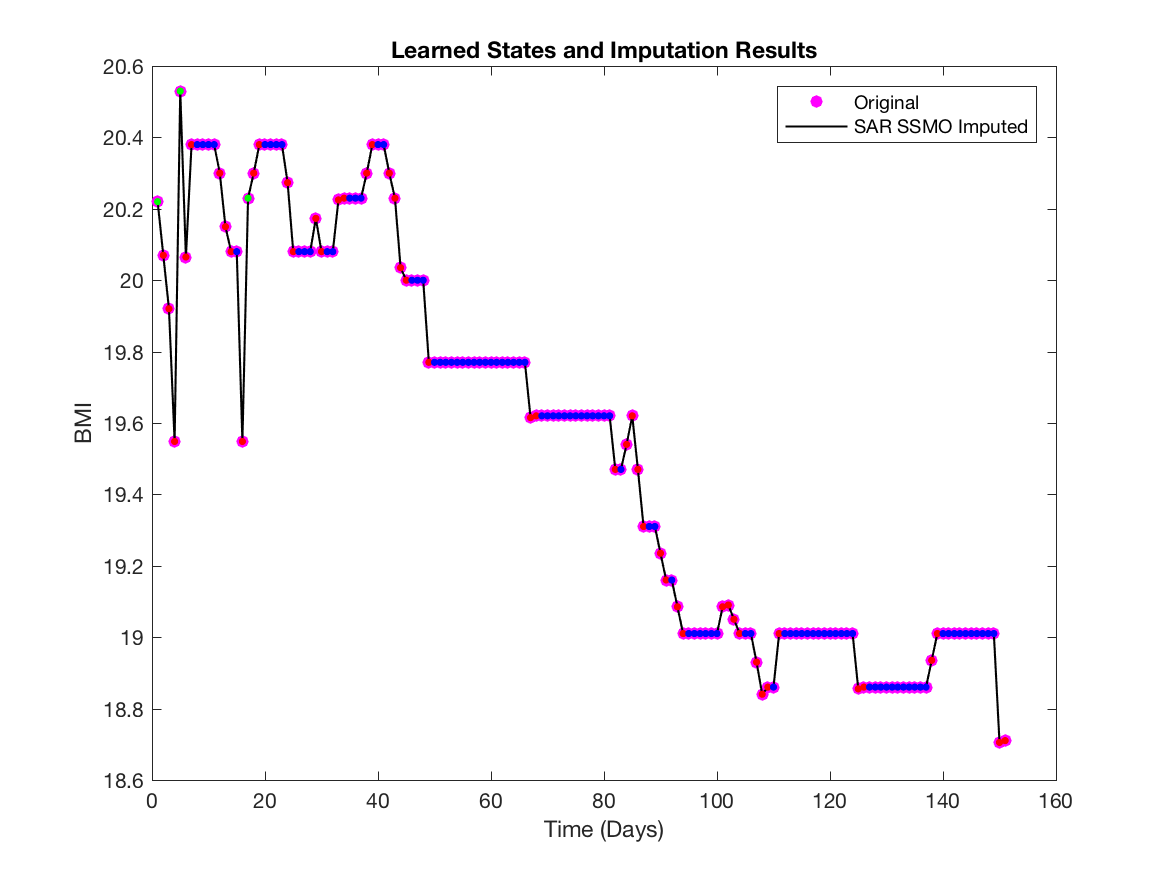 Learned States and Imputation Results
20.6
20.4
20.2
20
19.8
19.6
19.4
19.2
19
18.8
18.6
BMI
Original
SAR SSMO Imputed
0 20 40 60 80 100 120 140 160
Time (Days)